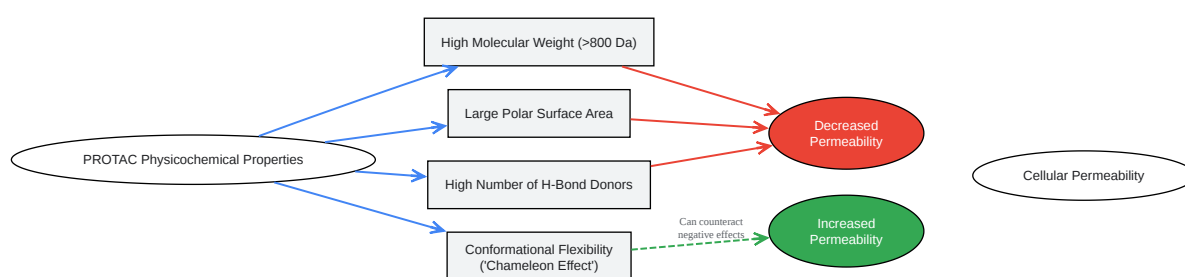 High Molecular Weight (>800 Da)
Large Polar Surface Area
Decreased
Permeability
PROTAC Physicochemical Properties
Cellular Permeability
High Number of H-Bond Donors
Can counteract
negative effects
Increased
Permeability
Conformational Flexibility
('Chameleon Effect')